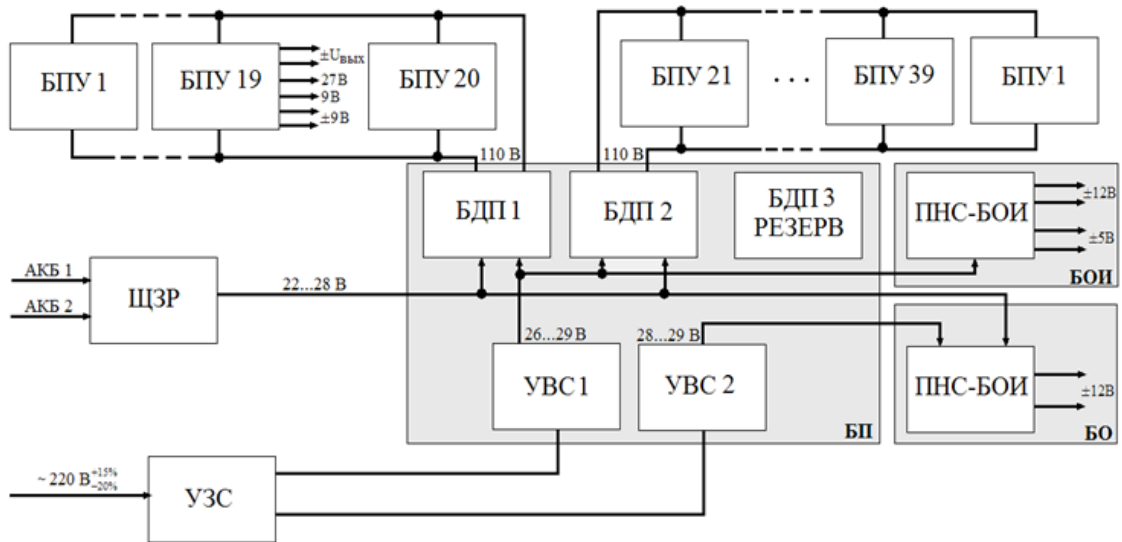 БПУ 1
БПУ 19
±Uвых
27В
9В
±9В
БПУ 20
БПУ 21
. . .
БПУ 39
БПУ 1
110 В
110 В
БДП 1
БДП 2
БДП 3
РЕЗЕРВ
ПНС-БОИ
±12В
±5В
БОИ
АКБ 1
АКБ 2
ЩЗР
22...28 В
26...29 В
28...29 В
УВС 1
УВС 2
БП
ПНС-БОИ
±12В
БО
~ 220 В +15% −20%
УЗС